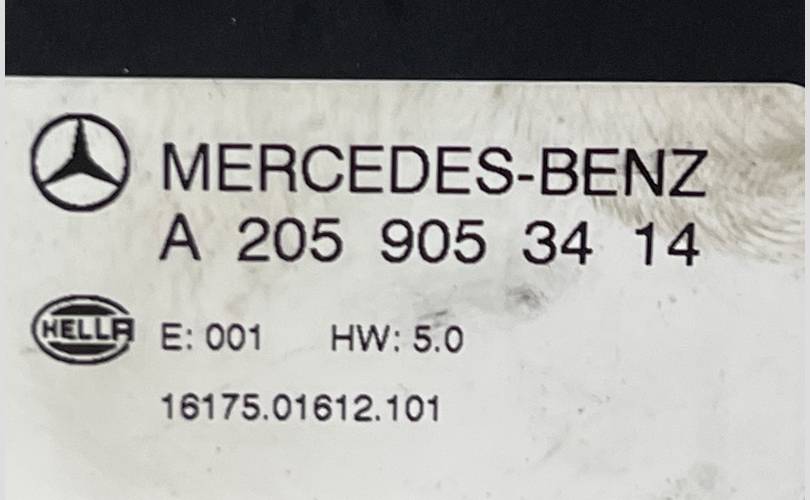 MERCEDES-BENZ
A 205 905 34 14
HELLA E: 001 HW: 5.0
16175.01612.101